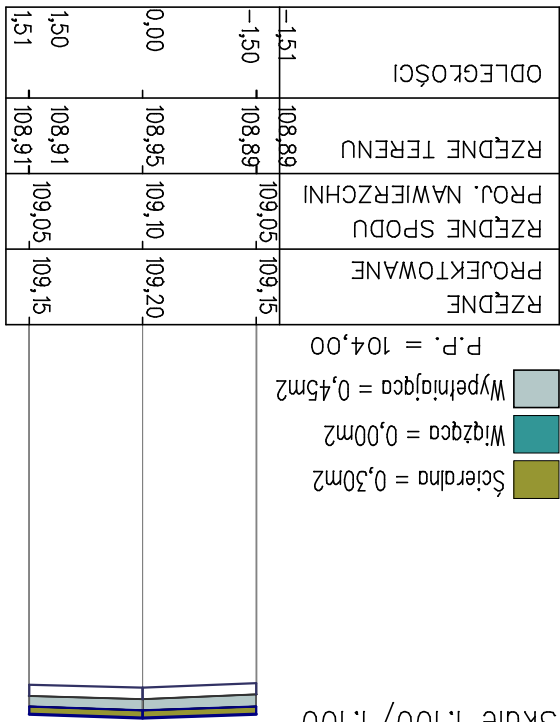 Skale 1:100/1:100
Ścieralna = 0,30m2
Wiążąca = 0,00m2
Wypełniająca = 0,45m2
P.P. = 104,00
RZĘDNE
PROJEKTOWANE
109,15
109,20
109,15
RZĘDNE SPODU
PROJ. NAWIERZCHNI
109,05
109,10
109,05
RZĘDNE TERENU
108,89
108,89
108,95
108,91
108,91
ODLEGŁOŚCI
-1,51
-1,50
0,00
1,50
1,51